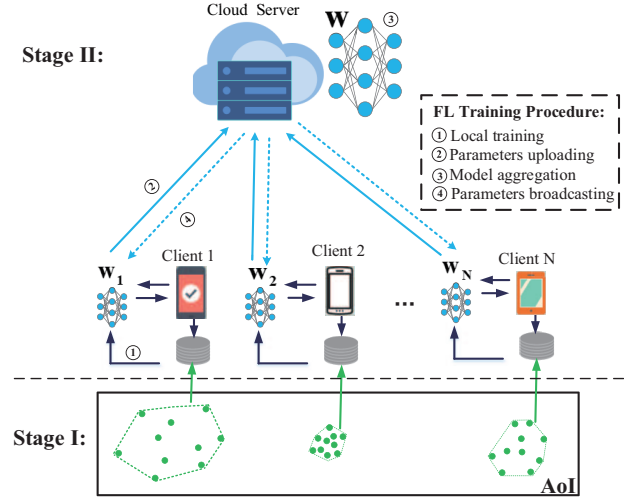 Cloud Server
W
③
Stage II:
FL Training Procedure:
① Local training
② Parameters uploading
③ Model aggregation
④ Parameters broadcasting
②
④
W1
Client 1
W2
Client 2
...
WN
Client N
①
Stage I:
AoI